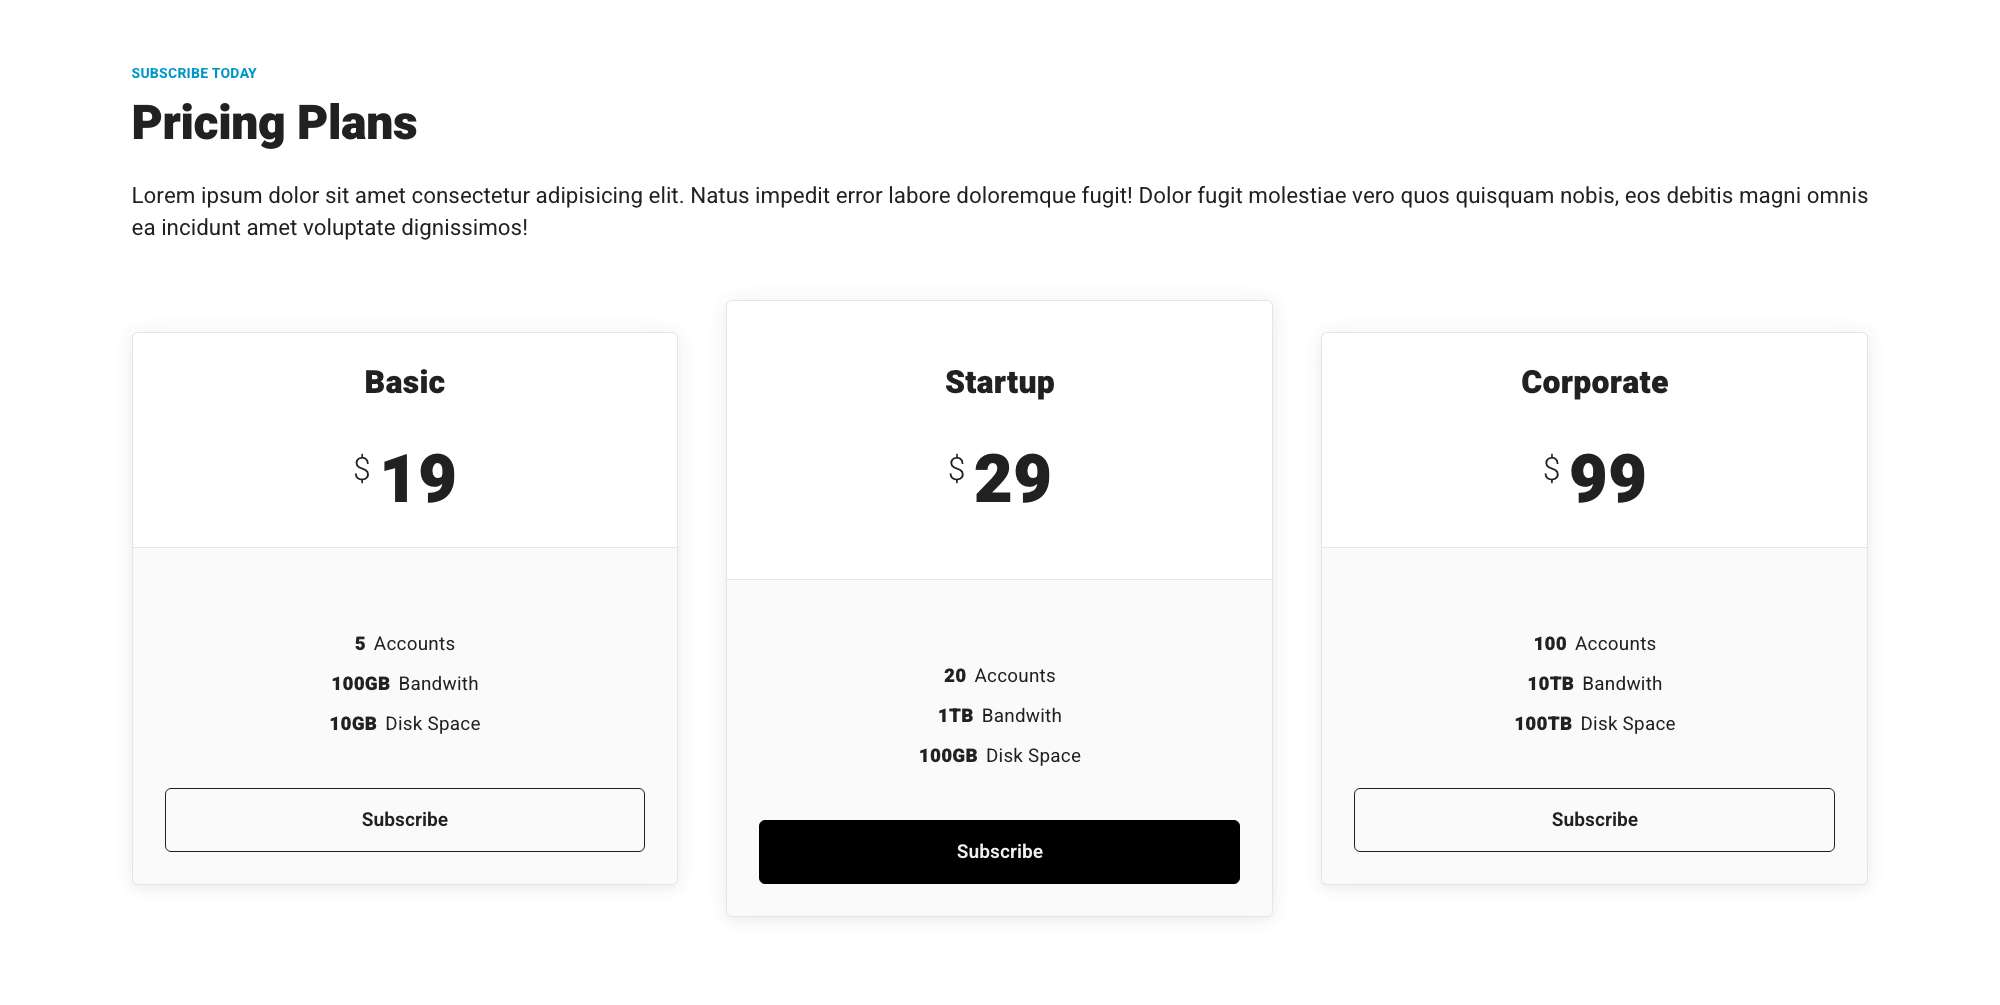 SUBSCRIBE TODAY
Pricing Plans
Lorem ipsum dolor sit amet consectetur adipisicing elit. Natus impedit error labore doloremque fugit! Dolor fugit molestiae vero quos quisquam nobis, eos debitis magni omnis
ea incidunt amet voluptate dignissimos!
Basic
$ 19
5 Accounts
100GB Bandwith
10GB Disk Space
Subscribe
Startup
$ 29
20 Accounts
1TB Bandwith
100GB Disk Space
Subscribe
Corporate
$ 99
100 Accounts
10TB Bandwith
100TB Disk Space
Subscribe